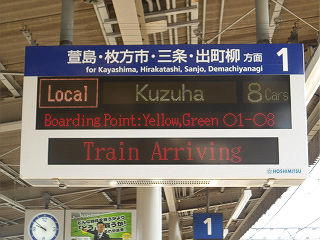 萱島・枚方市・三条・出町柳 方面 1
for Kayashima, Hirakatashi, Sanjo, Demachiyanagi
Local Kuzuha 8 Cars
Boarding Point:Yellow,Green 01-08
Train Arriving
HOSHIMITSU
1